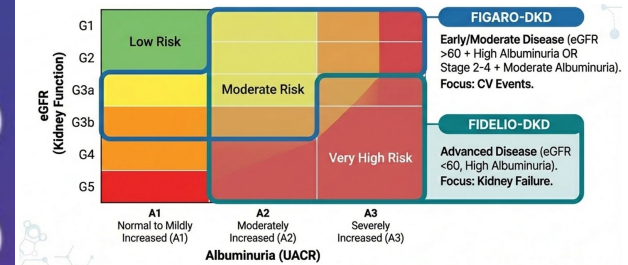 G1
G2
G3a
G3b
G4
G5
eGFR
(Kidney Function)
Low Risk
Moderate Risk
Very High Risk
A1
Normal to Mildly
Increased (A1)
A2
Moderately
Increased (A2)
A3
Severely
Increased (A3)
Albuminuria (UACR)
FIGARO-DKD
Early/Moderate Disease (eGFR
>60 + High Albuminuria OR
Stage 2-4 + Moderate Albuminuria).
Focus: CV Events.
FIDELIO-DKD
Advanced Disease (eGFR
<60, High Albuminuria).
Focus: Kidney Failure.